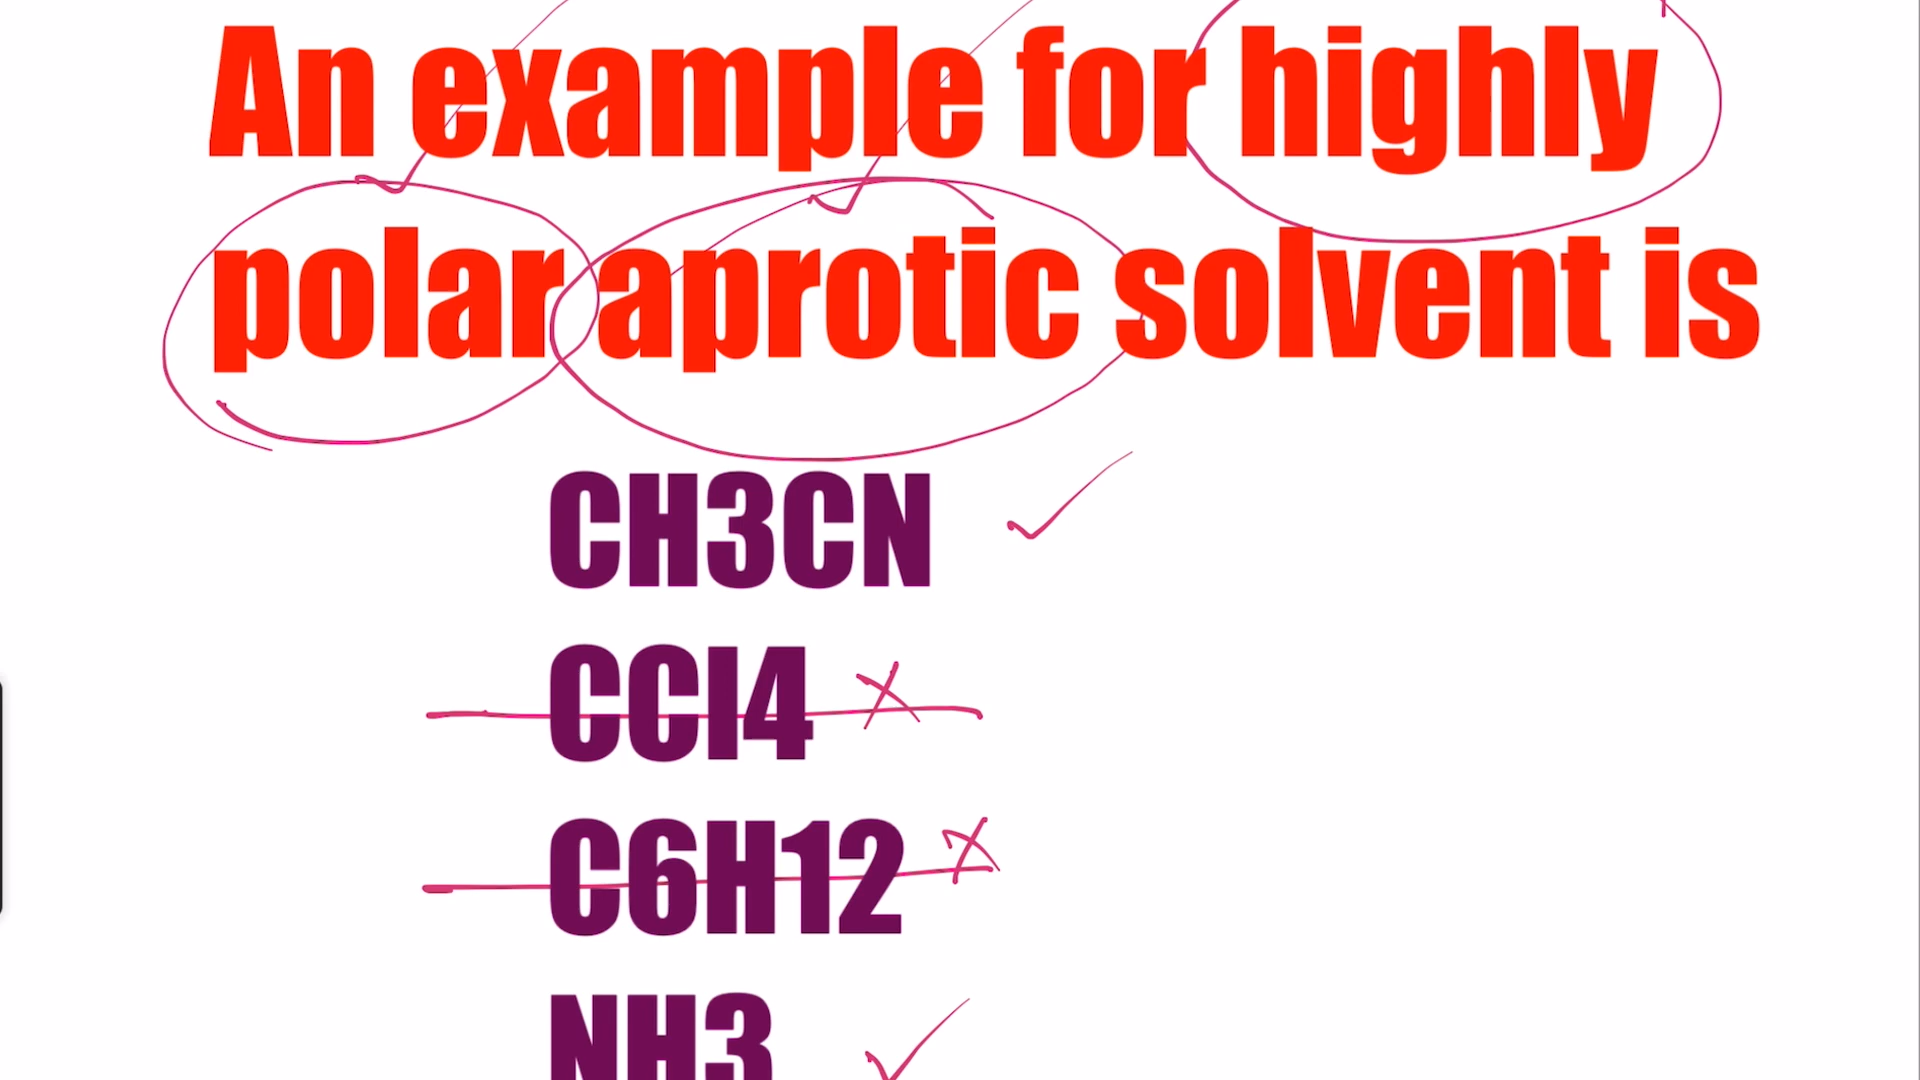 An example for highly
polar aprotic solvent is
CH3CN
CCl4
C6H12
NH3